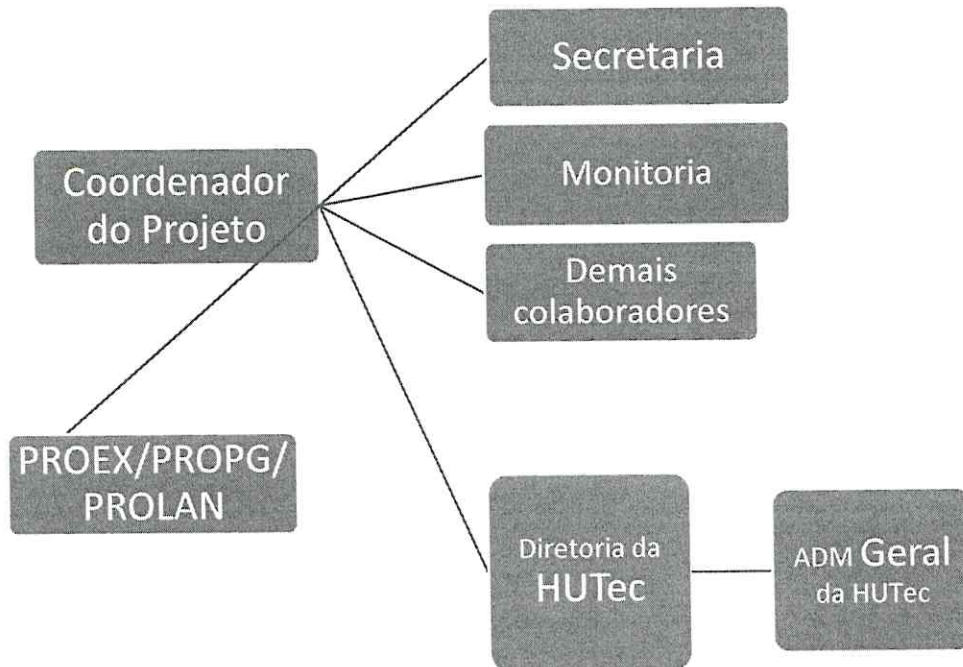 Secretaria
Coordenador
do Projeto
Monitoria
Demais
colaboradores
PROEX/PROPG/
PROLAN
Diretoria da
HUTec
ADM Geral
da HUTec